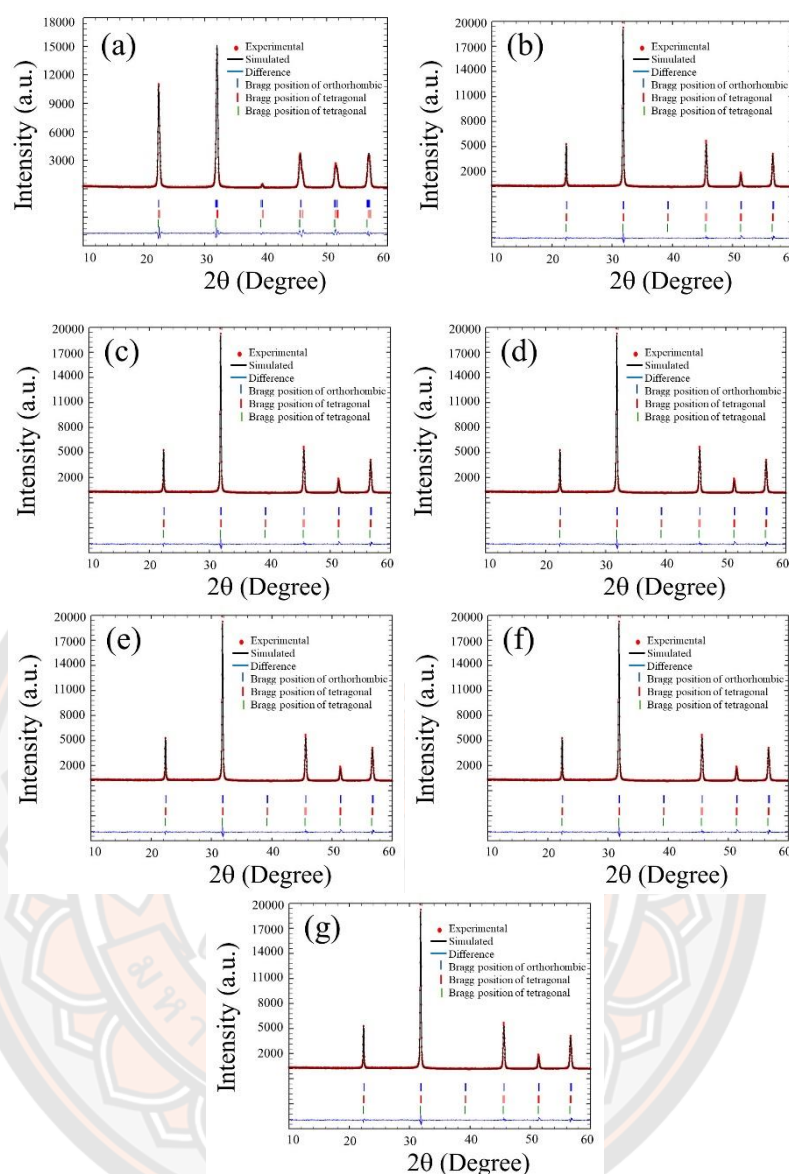 (a)
18000
15000
12000
9000
6000
3000
Intensity (a.u.)
Experimental
Simulated
Difference
Bragg position of orthorhombic
Bragg position of tetragonal
Bragg position of tetragonal
10 20 30 40 50 60
2θ (Degree)
(b)
20000
17000
14000
8000
5000
2000
Intensity (a.u.)
Experimental
Simulated
Difference
Bragg position of orthorhombic
Bragg position of tetragonal
Bragg position of tetragonal
10 20 30 40 50 60
2θ (Degree)
(c)
20000
17000
14000
8000
5000
2000
Intensity (a.u.)
Experimental
Simulated
Difference
Bragg position of orthorhombic
Bragg position of tetragonal
Bragg position of tetragonal
10 20 30 40 50 60
2θ (Degree)
(d)
20000
17000
14000
8000
5000
2000
Intensity (a.u.)
Experimental
Simulated
Difference
Bragg position of orthorhombic
Bragg position of tetragonal
Bragg position of tetragonal
10 20 30 40 50 60
2θ (Degree)
(e)
20000
17000
14000
8000
5000
2000
Intensity (a.u.)
Experimental
Simulated
Difference
Bragg position of orthorhombic
Bragg position of tetragonal
Bragg position of tetragonal
10 20 30 40 50 60
2θ (Degree)
(f)
20000
17000
14000
8000
5000
2000
Intensity (a.u.)
Experimental
Simulated
Difference
Bragg position of orthorhombic
Bragg position of tetragonal
Bragg position of tetragonal
10 20 30 40 50 60
2θ (Degree)
(g)
20000
17000
14000
8000
5000
2000
Intensity (a.u.)
Experimental
Simulated
Difference
Bragg position of orthorhombic
Bragg position of tetragonal
Bragg position of tetragonal
10 20 30 40 50 60
2θ (Degree)